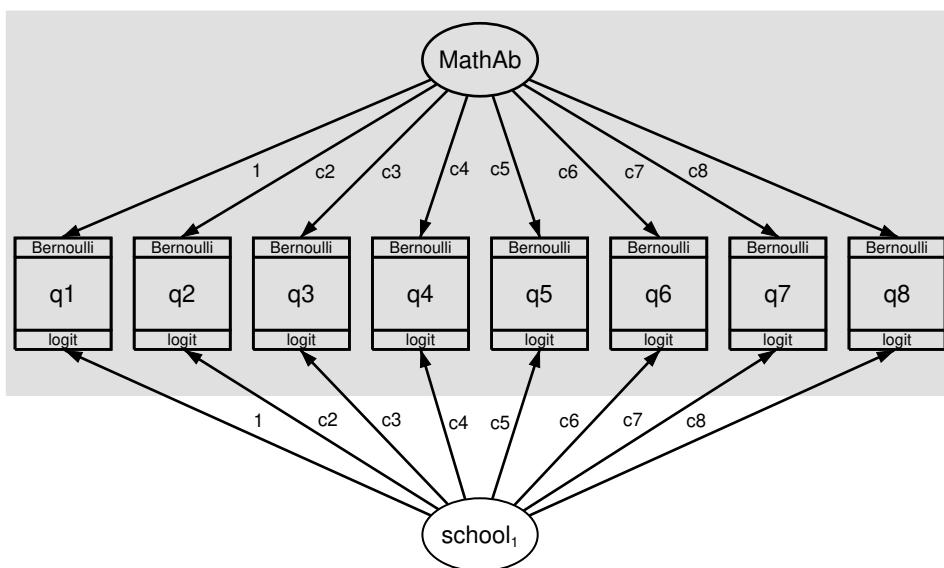 MathAb
1 c2 c3 c4 c5 c6 c7 c8
Bernoulli Bernoulli Bernoulli Bernoulli Bernoulli Bernoulli Bernoulli Bernoulli
q1 q2 q3 q4 q5 q6 q7 q8
logit logit logit logit logit logit logit logit
1 c2 c3 c4 c5 c6 c7 c8
school₁